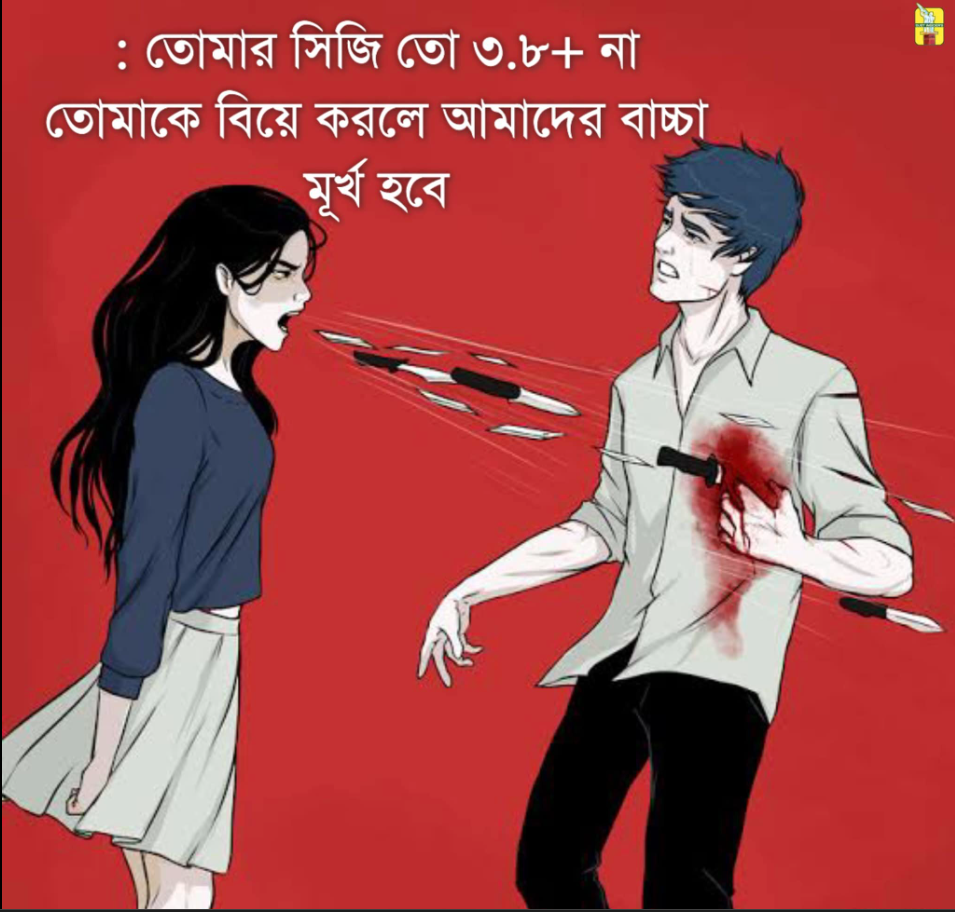 : তোমার সিজি তো ৩.৮+ না
তোমাকে বিয়ে করলে আমাদের বাচ্চা
মূর্খ হবে